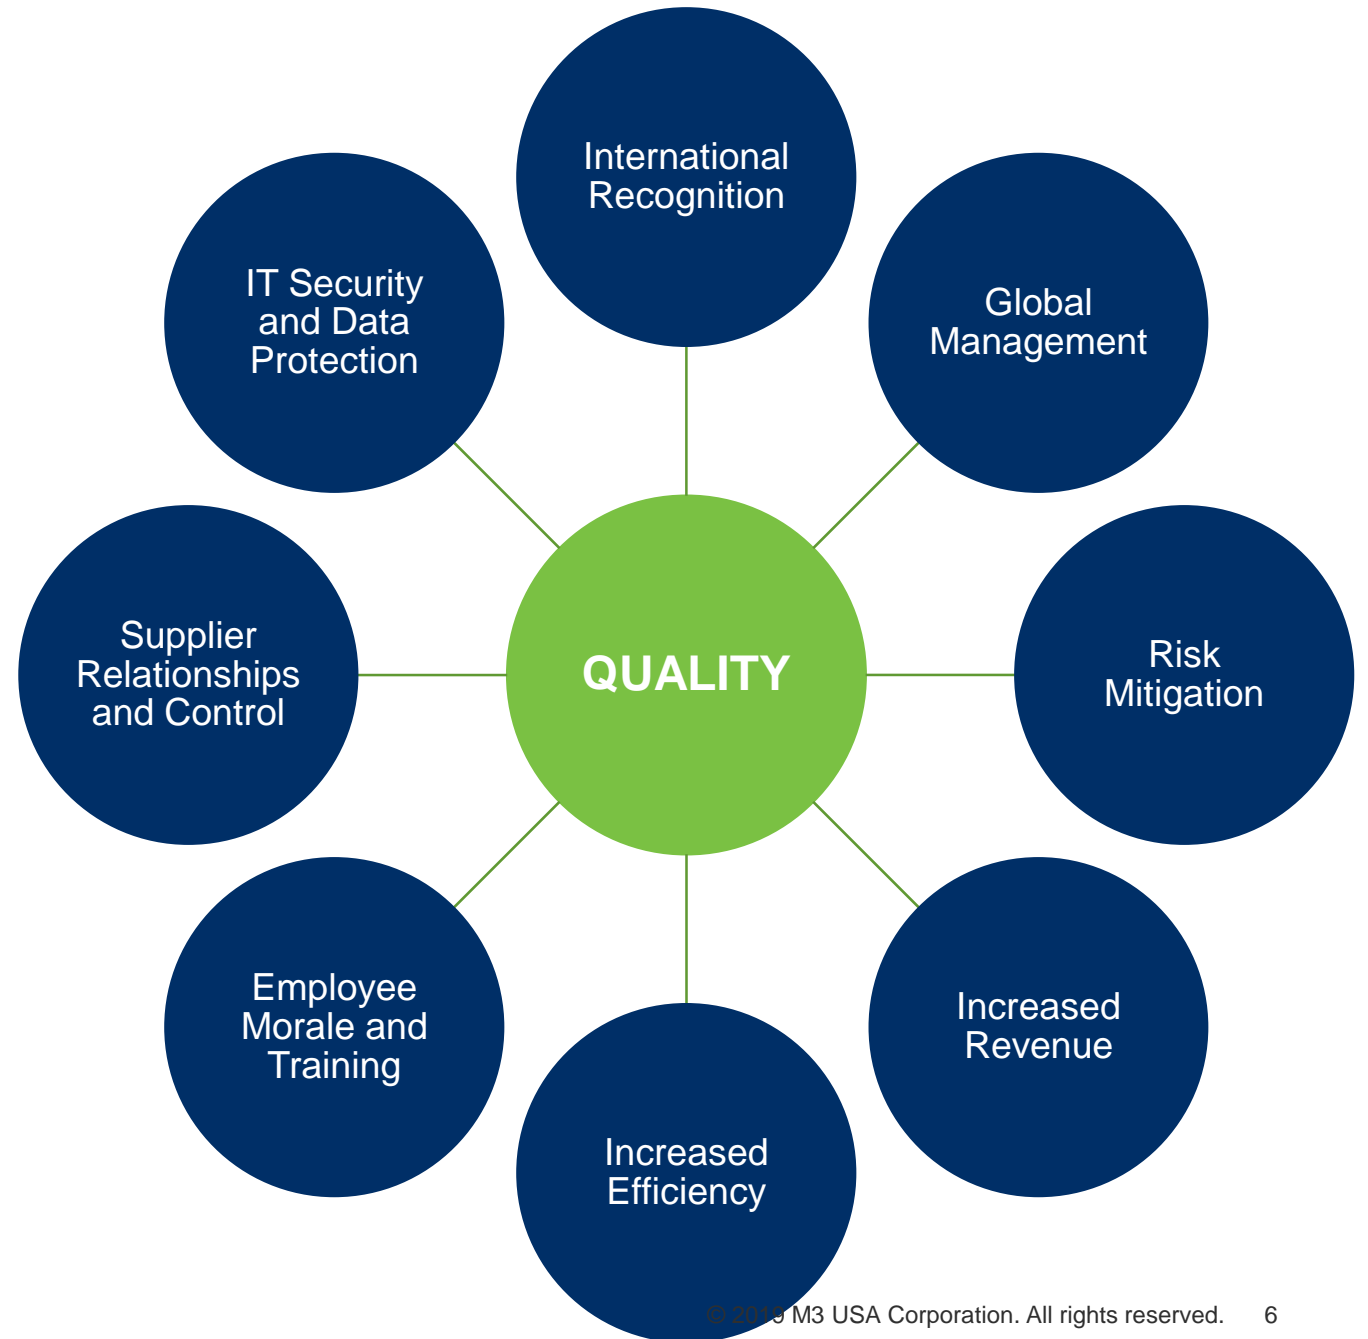 International
Recognition
Global
Management
Risk
Mitigation
Increased
Revenue
Increased
Efficiency
Employee
Morale and
Training
Supplier
Relationships
and Control
IT Security
and Data
Protection
QUALITY
© 2019 M3 USA Corporation. All rights reserved. 6